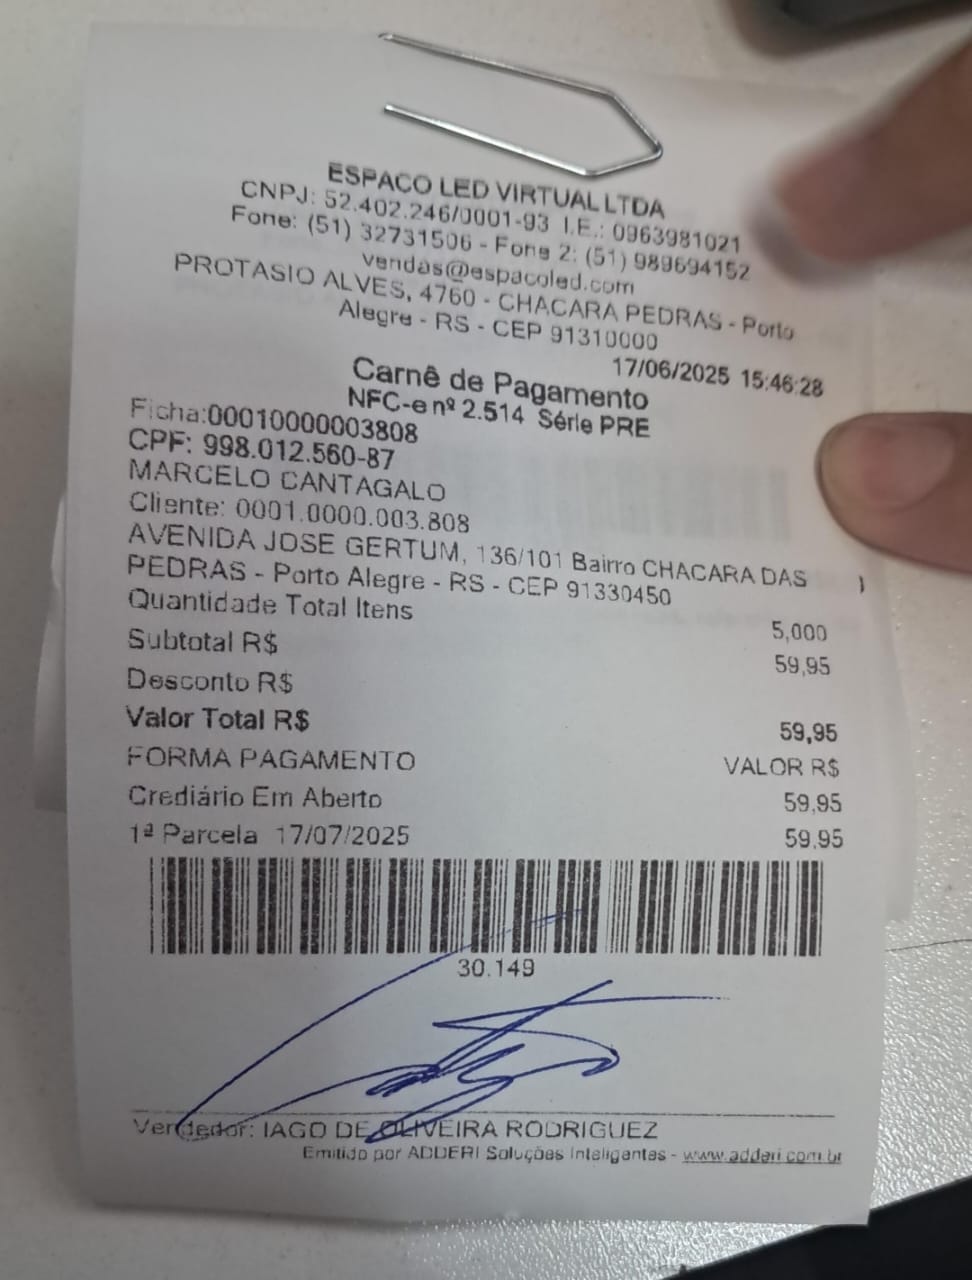 ESPACO LED VIRTUAL LTDA
CNPJ: 52.402.246/0001-93 I.E.: 0963981021
Fone: (51) 32731506 - Fone 2: (51) 989694152
vendas@espacoled.com
PROTASIO ALVES, 4760 - CHACARA PEDRAS - Porto
Alegre - RS - CEP 91310000
17/06/2025 15:46:28
Carnê de Pagamento
NFC-e nº 2.514 Série PRE
Ficha:00010000003808
CPF: 998.012.560-87
MARCELO CANTAGALO
Cliente: 0001.0000.003.808
AVENIDA JOSE GERTUM, 136/101 Bairro CHACARA DAS
PEDRAS - Porto Alegre - RS - CEP 91330450
Quantidade Total Itens 5,000
Subtotal R$ 59,95
Desconto R$
Valor Total R$ 59,95
FORMA PAGAMENTO VALOR R$
Crediário Em Aberto 59,95
1ª Parcela 17/07/2025 59,95
30.149
Vendedor: IAGO DE OLIVEIRA RODRIGUEZ
Emitido por ADDERI Soluções Inteligentes - www.adderi.com.br